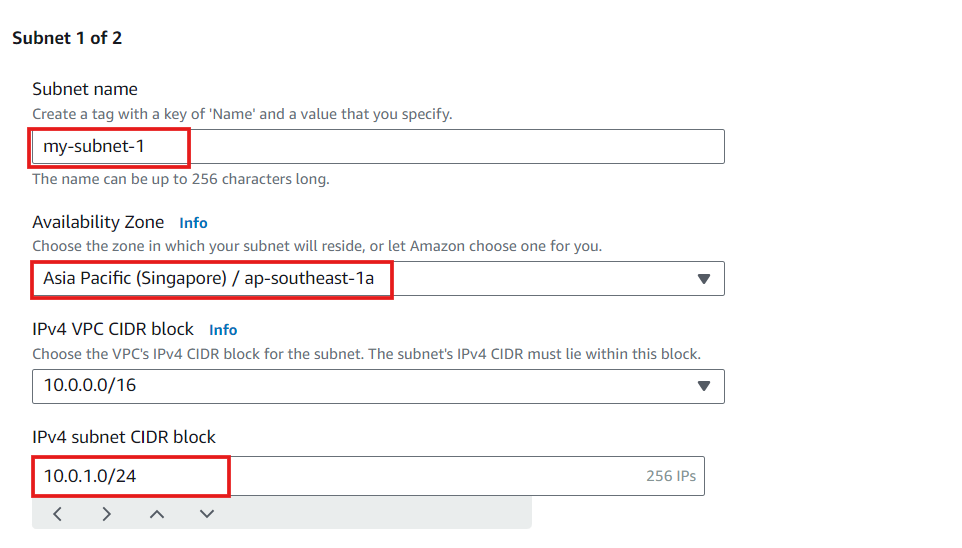 Subnet 1 of 2
Subnet name
Create a tag with a key of 'Name' and a value that you specify.
my-subnet-1
The name can be up to 256 characters long.
Availability Zone Info
Choose the zone in which your subnet will reside, or let Amazon choose one for you.
Asia Pacific (Singapore) / ap-southeast-1a
IPv4 VPC CIDR block Info
Choose the VPC's IPv4 CIDR block for the subnet. The subnet's IPv4 CIDR must lie within this block.
10.0.0.0/16
IPv4 subnet CIDR block
10.0.1.0/24 256 IPs